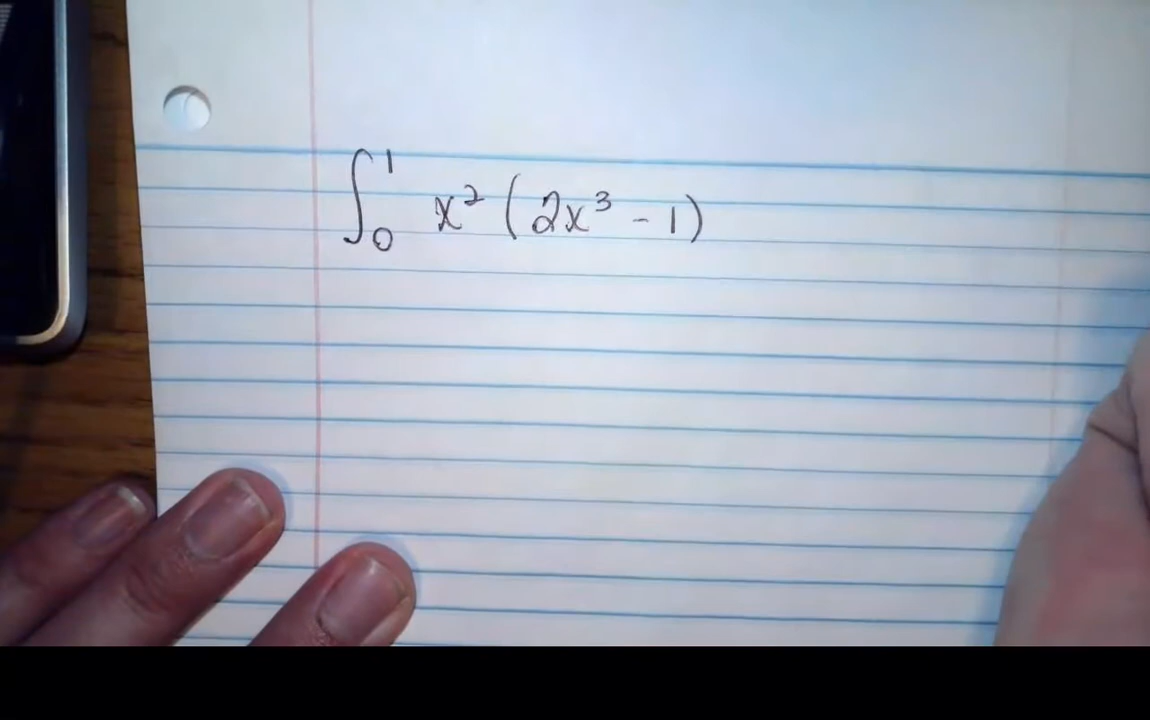 ∫₀¹ x² (2x³ - 1)